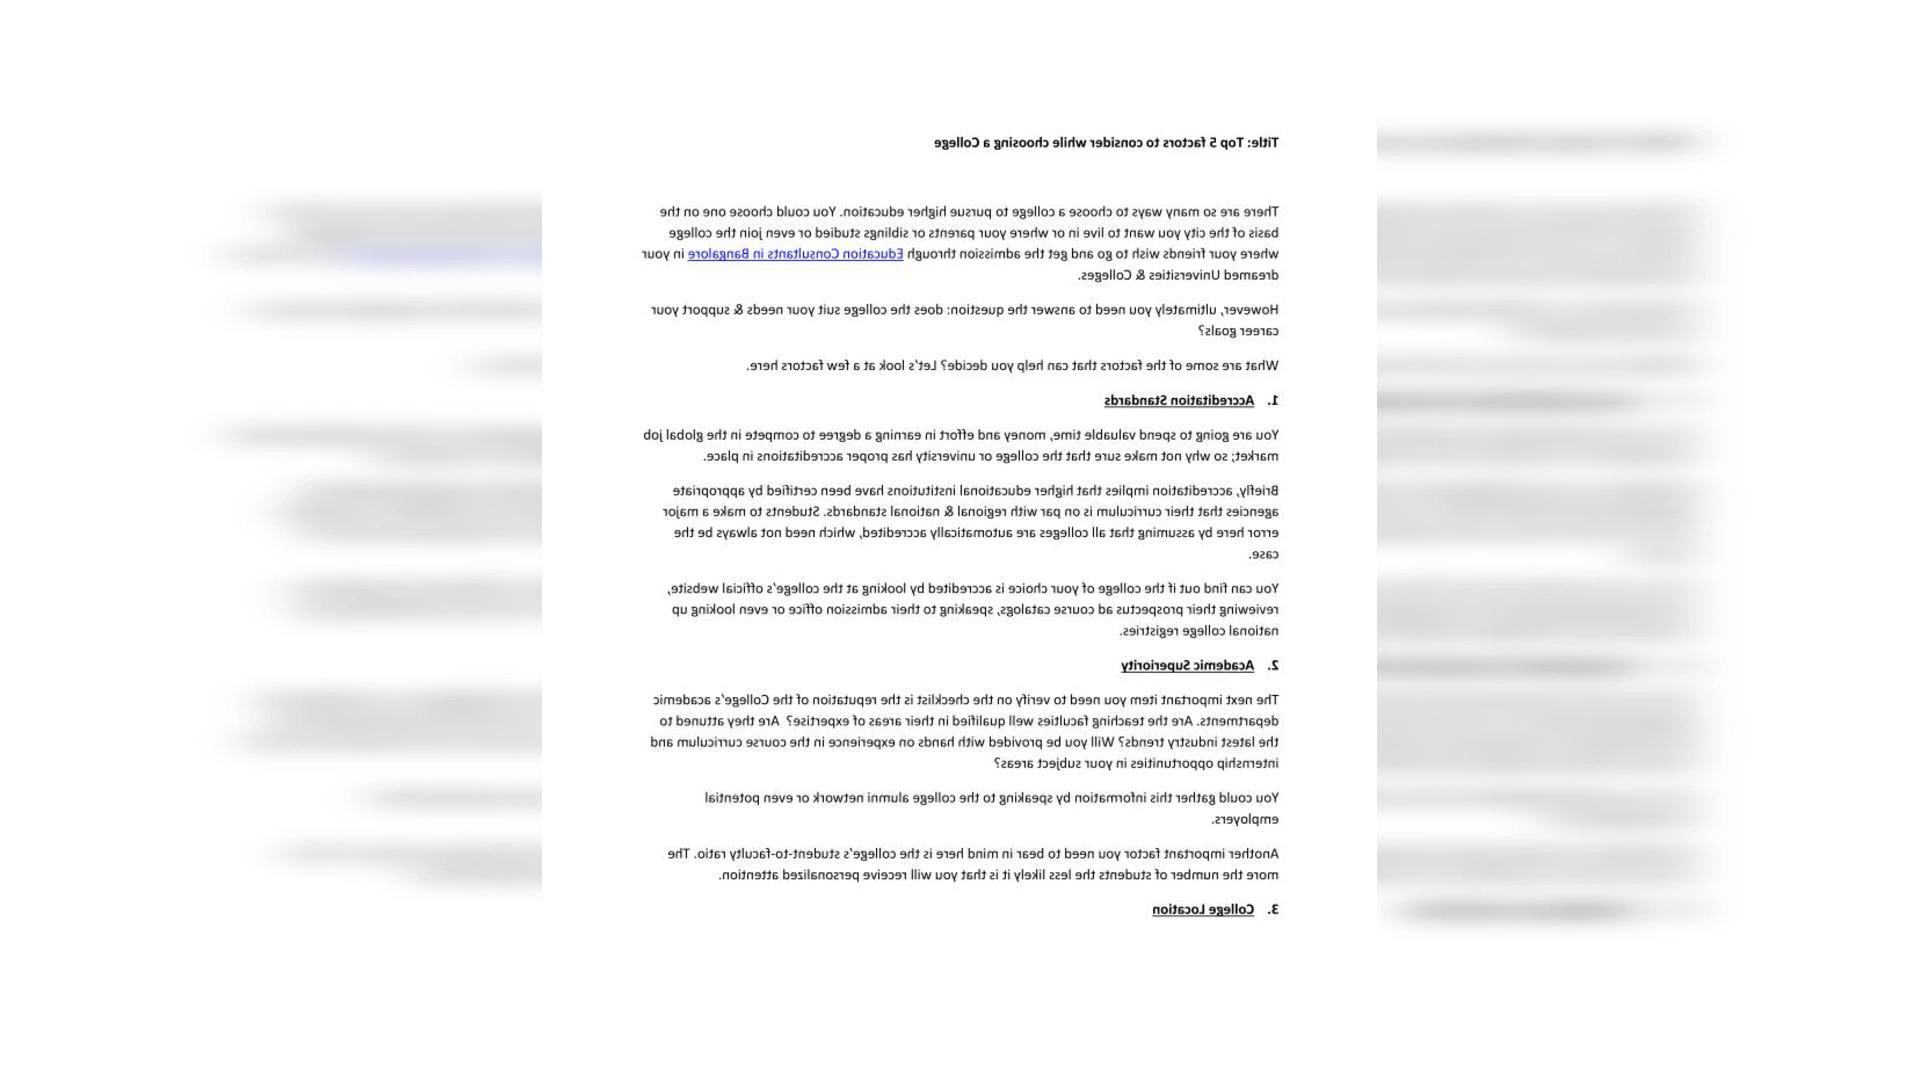 Title: Top 5 factors to consider while choosing a College
There are so many ways to choose a college to pursue higher education. You could choose one on the
basis of the city you want to live in or where your parents or siblings studied or even join the college
where your friends wish to go and get the admission through Education Consultants in Bangalore in your
dreamed Universities & Colleges.
However, ultimately you need to answer the question: does the college suit your needs & support your
career goals?
What are some of the factors that can help you decide? Let's look at a few factors here.
1. Accreditation Standards
You are going to spend valuable time, money and effort in earning a degree to compete in the global job
market; so why not make sure that the college or university has proper accreditations in place.
Briefly, accreditation implies that higher educational institutions have been certified by appropriate
agencies that their curriculum is on par with regional & national standards. Students to make a major
error here by assuming that all colleges are automatically accredited, which need not always be the
case.
You can find out if the college of your choice is accredited by looking at the college's official website,
reviewing their prospectus ad course catalogs, speaking to their admission office or even looking up
national college registries.
2. Academic Superiority
The next important item you need to verify on the checklist is the reputation of the College's academic
departments. Are the teaching faculties well qualified in their areas of expertise?  Are they attuned to
the latest industry trends? Will you be provided with hands on experience in the course curriculum and
internship opportunities in your subject areas?
You could gather this information by speaking to the college alumni network or even potential
employers.
Another important factor you need to bear in mind here is the college's student-to-faculty ratio. The
more the number of students the less likely it is that you will receive personalized attention.
3. College Location